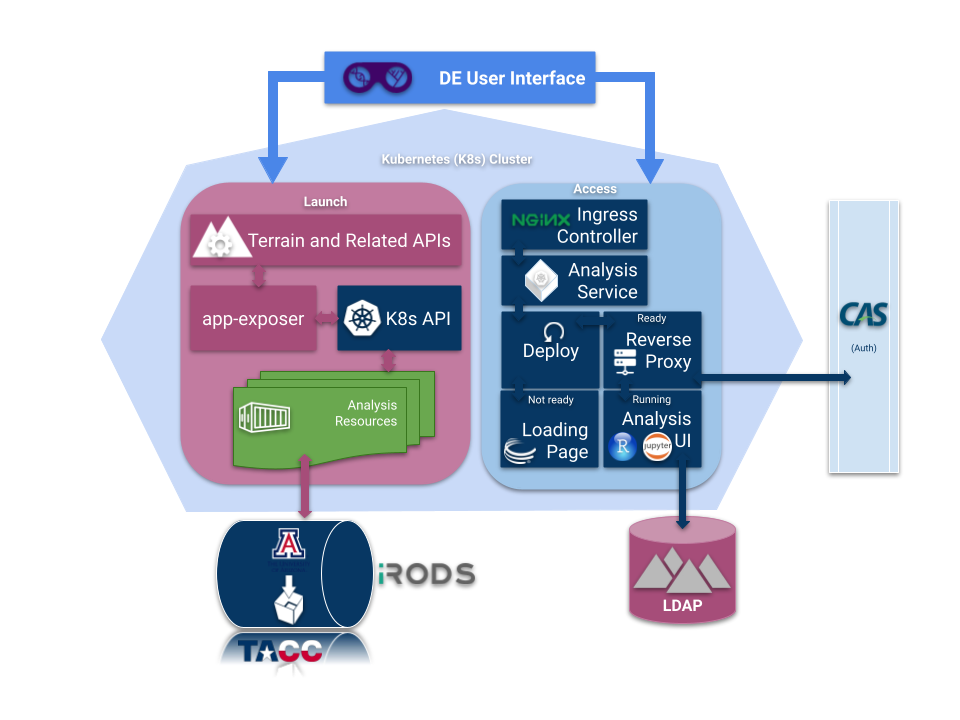 DE User Interface
Kubernetes (K8s) Cluster
Launch
Terrain and Related APIs
app-exposer
K8s API
Analysis
Resources
Access
NGINX Ingress
Controller
Analysis
Service
Deploy
Ready
Reverse
Proxy
Not ready
Loading
Page
Running
Analysis
UI
R
jupyter
CAS
(Auth)
A
iRODS
TACC
LDAP